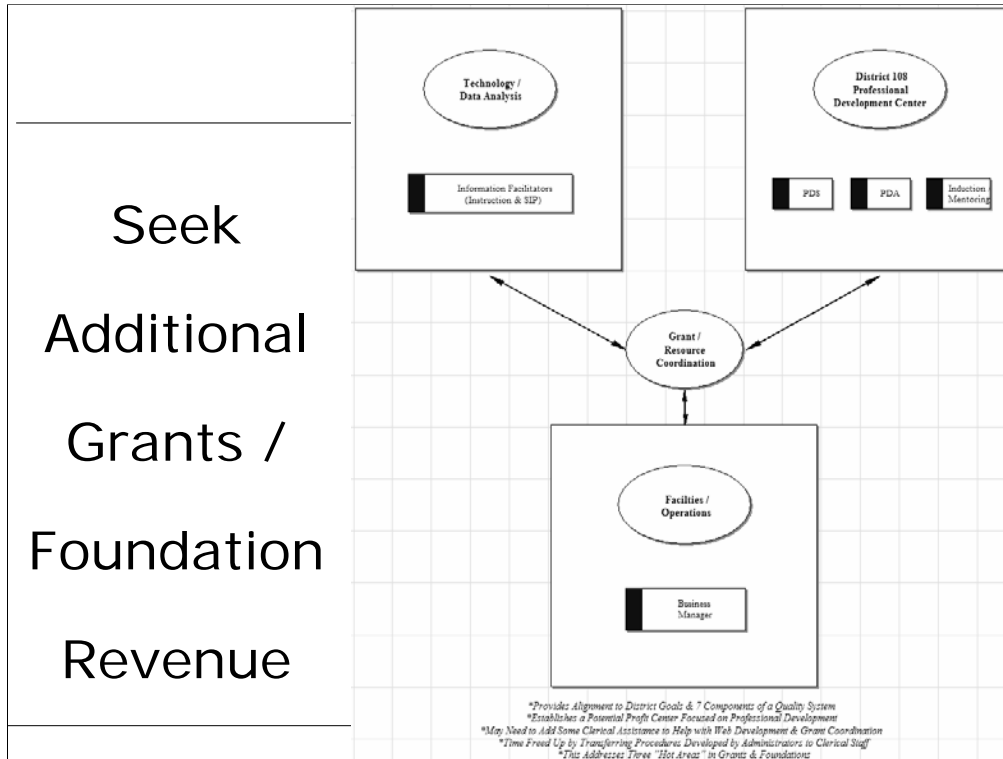 Seek
Additional
Grants /
Foundation
Revenue
Technology /
Data Analysis
Information Facilitators
(Instruction & SIP)
District 108
Professional
Development Center
PDS
PDA
Induction
Mentoring
Grant /
Resource
Coordination
Facilties /
Operations
Business
Manager
*Provides Alignment to District Goals & 7 Components of a Quality System
*Establishes a Potential Profit Center Focused on Professional Development
*May Need to Add Some Clerical Assistance to Help with Web Development & Grant Coordination
*Time Freed Up by Transferring Procedures Developed by Administrators to Clerical Staff
*This Addresses Three "Hot Areas" in Grants & Foundations